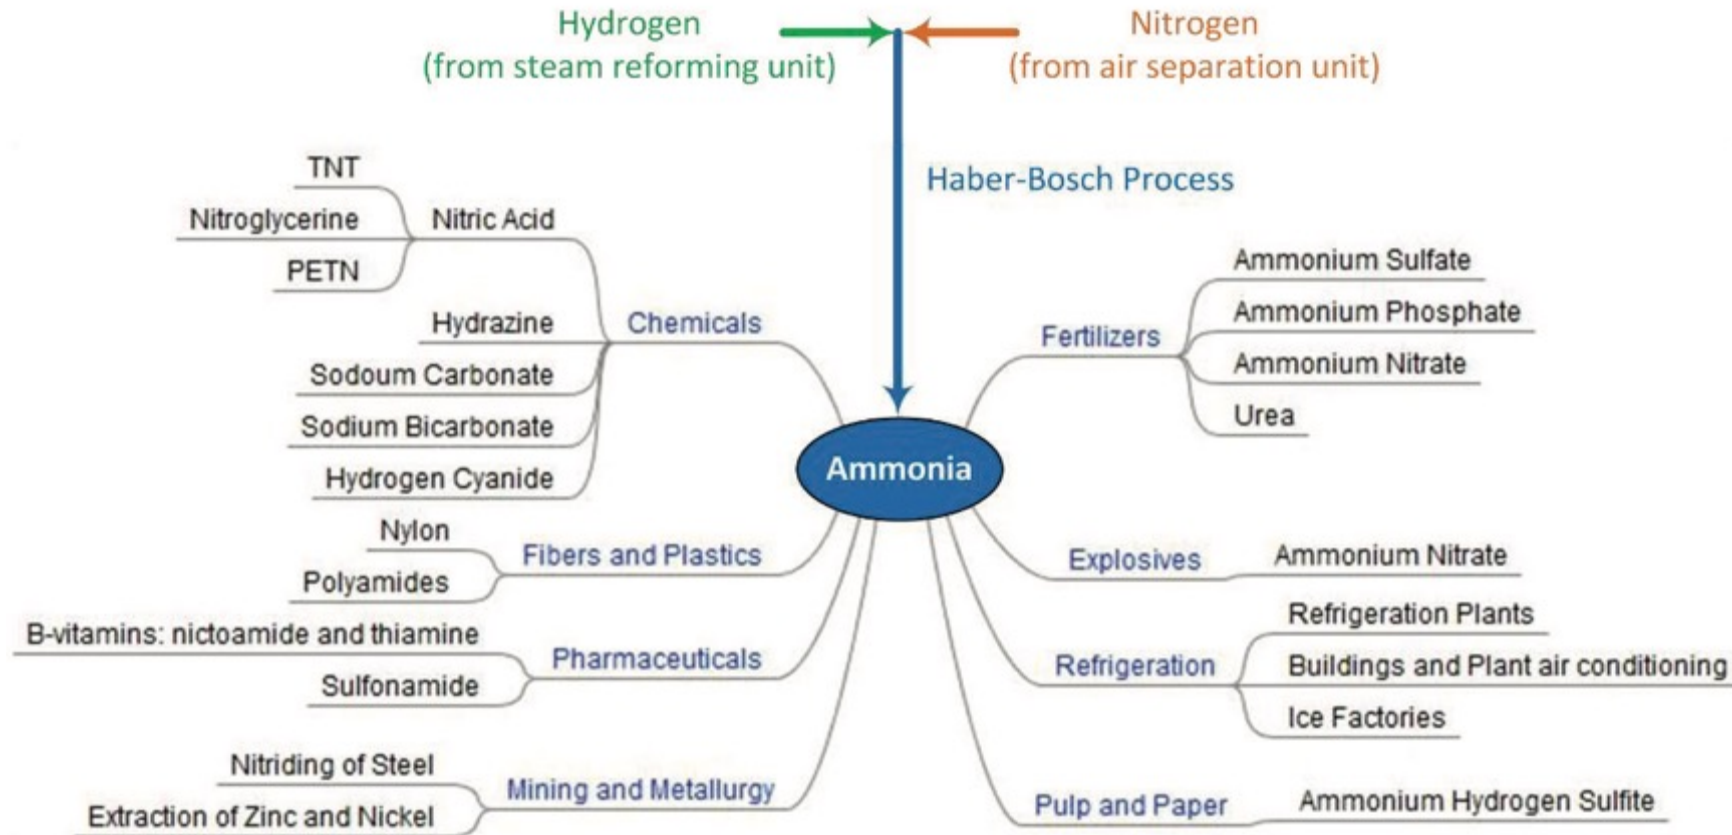 Hydrogen
(from steam reforming unit)
Nitrogen
(from air separation unit)
Haber-Bosch Process
TNT
Nitroglycerine
PETN
Nitric Acid
Hydrazine
Sodoum Carbonate
Sodium Bicarbonate
Hydrogen Cyanide
Chemicals
Nylon
Polyamides
Fibers and Plastics
B-vitamins: nictoamide and thiamine
Sulfonamide
Pharmaceuticals
Nitriding of Steel
Extraction of Zinc and Nickel
Mining and Metallurgy
Ammonia
Fertilizers
Ammonium Sulfate
Ammonium Phosphate
Ammonium Nitrate
Urea
Explosives
Ammonium Nitrate
Refrigeration
Refrigeration Plants
Buildings and Plant air conditioning
Ice Factories
Pulp and Paper
Ammonium Hydrogen Sulfite